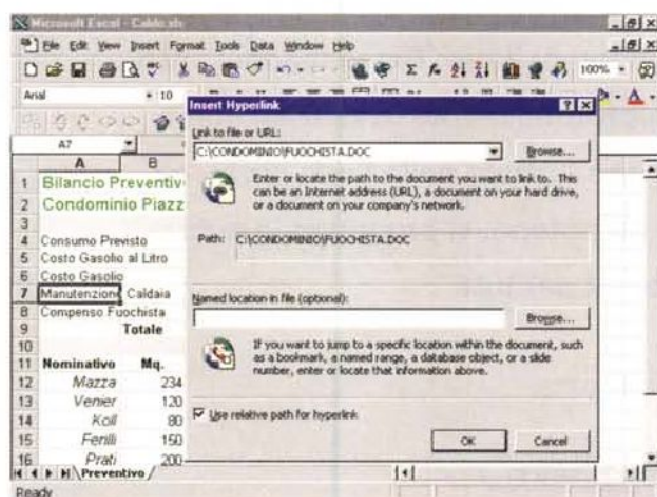 Microsoft Excel - Caldo.xls
File Edit View Insert Format Tools Data Window Help
100%
Arial 10
Insert Hyperlink
Link to file or URL:
C:\CONDOMINIO\FUOCHISTA.DOC
Browse...
Enter or locate the path to the document you want to link to. This
can be an Internet address (URL), a document on your hard drive,
or a document on your company's network.
Path: C:\CONDOMINIO\FUOCHISTA.DOC
Named location in file (optional):
Browse...
If you want to jump to a specific location within the document, such
as a bookmark, a named range, a database object, or a slide
number, enter or locate that information above.
Use relative path for hyperlink
OK Cancel
A7
A B
1 Bilancio Preventiv
2 Condominio Piazz
3
4 Consumo Previsto
5 Costo Gasolio al Litro
6 Costo Gasolio
7 Manutenzione Caldaia
8 Compenso Fuochista
9 Totale
10
11 Nominativo Mq.
12 Mazza 234
13 Venier 120
14 Koll 80
15 Ferilli 150
16 Prati 200
Preventivo
Ready